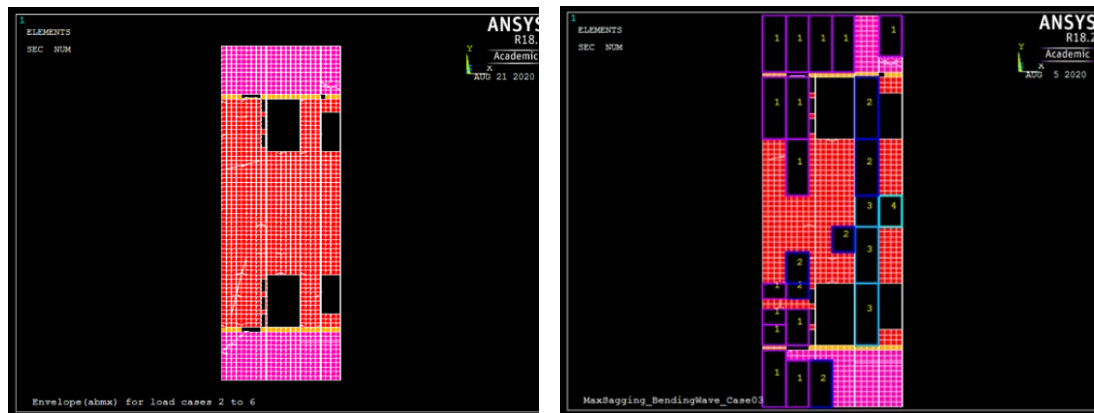 1
ELEMENTS
SEC NUM
ANSYS
R18.
Academic
Y
X
AUG 21 2020
Envelope(abmx) for load cases 2 to 6
1
ELEMENTS
SEC NUM
ANSYS
R18.2
Academic
Y
X
AUG 5 2020
1 1 1 1 1
1 1 2
1 2
3 4
2 3
2
1 2
3
1
1
1
1 1 2
MaxSagging_BendingWave_Case03